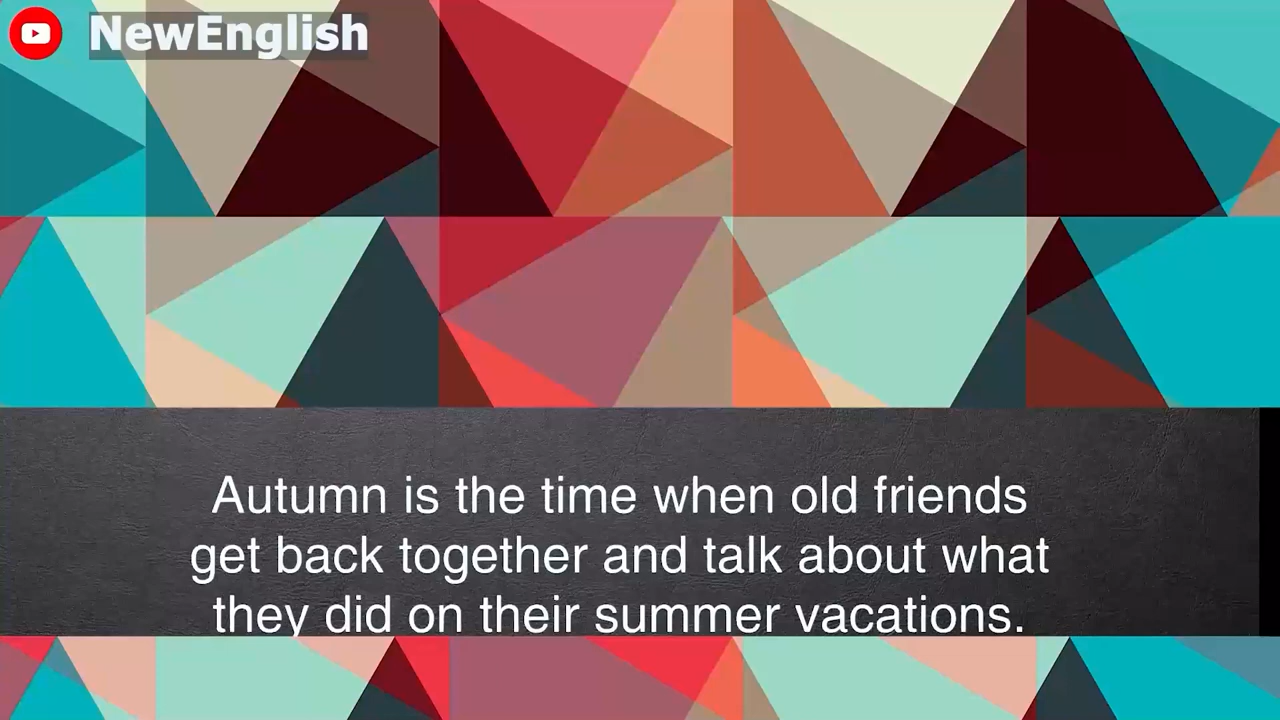 NewEnglish
Autumn is the time when old friends
get back together and talk about what
they did on their summer vacations.